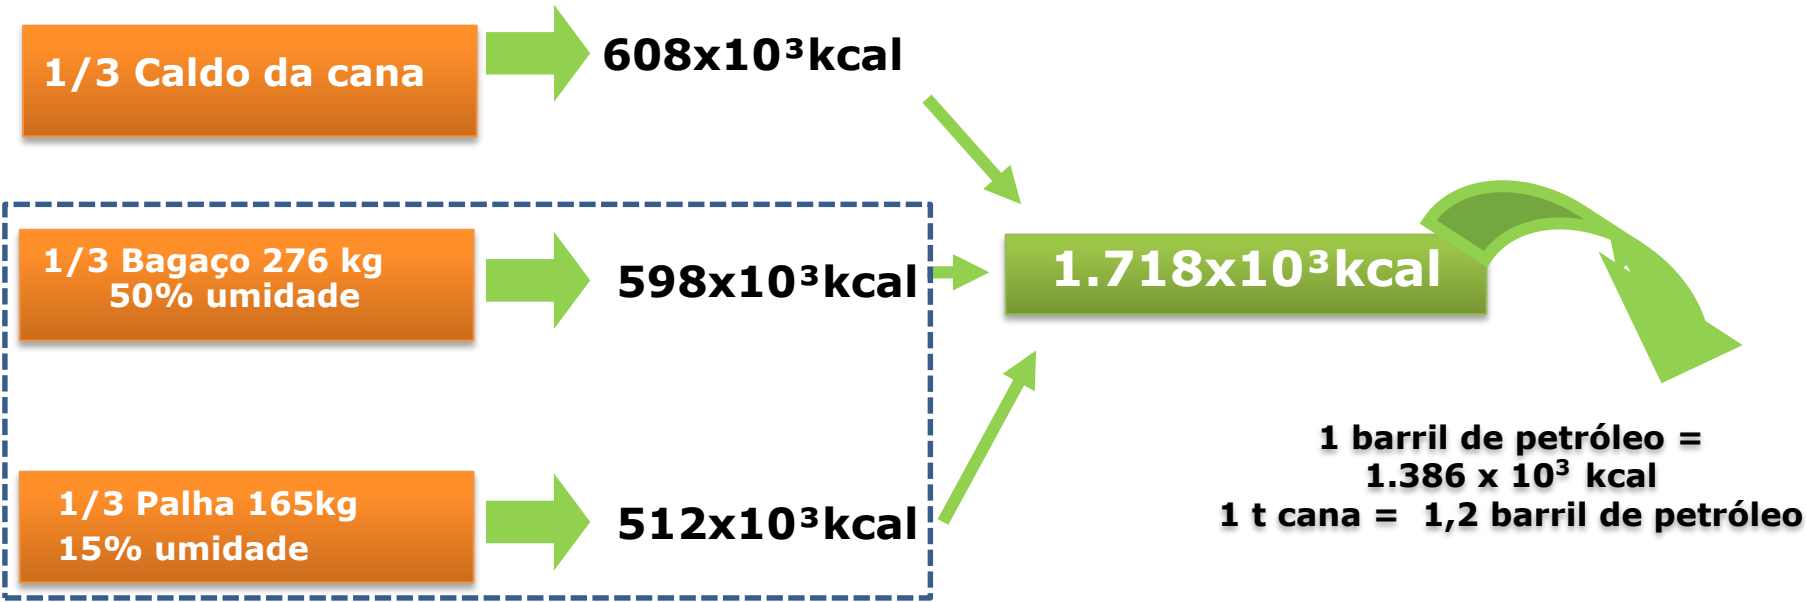 1/3 Caldo da cana
608x10³kcal
1/3 Bagaço 276 kg
50% umidade
598x10³kcal
1.718x10³kcal
1/3 Palha 165kg
15% umidade
512x10³kcal
1 barril de petróleo =
1.386 x 10³ kcal
1 t cana = 1,2 barril de petróleo